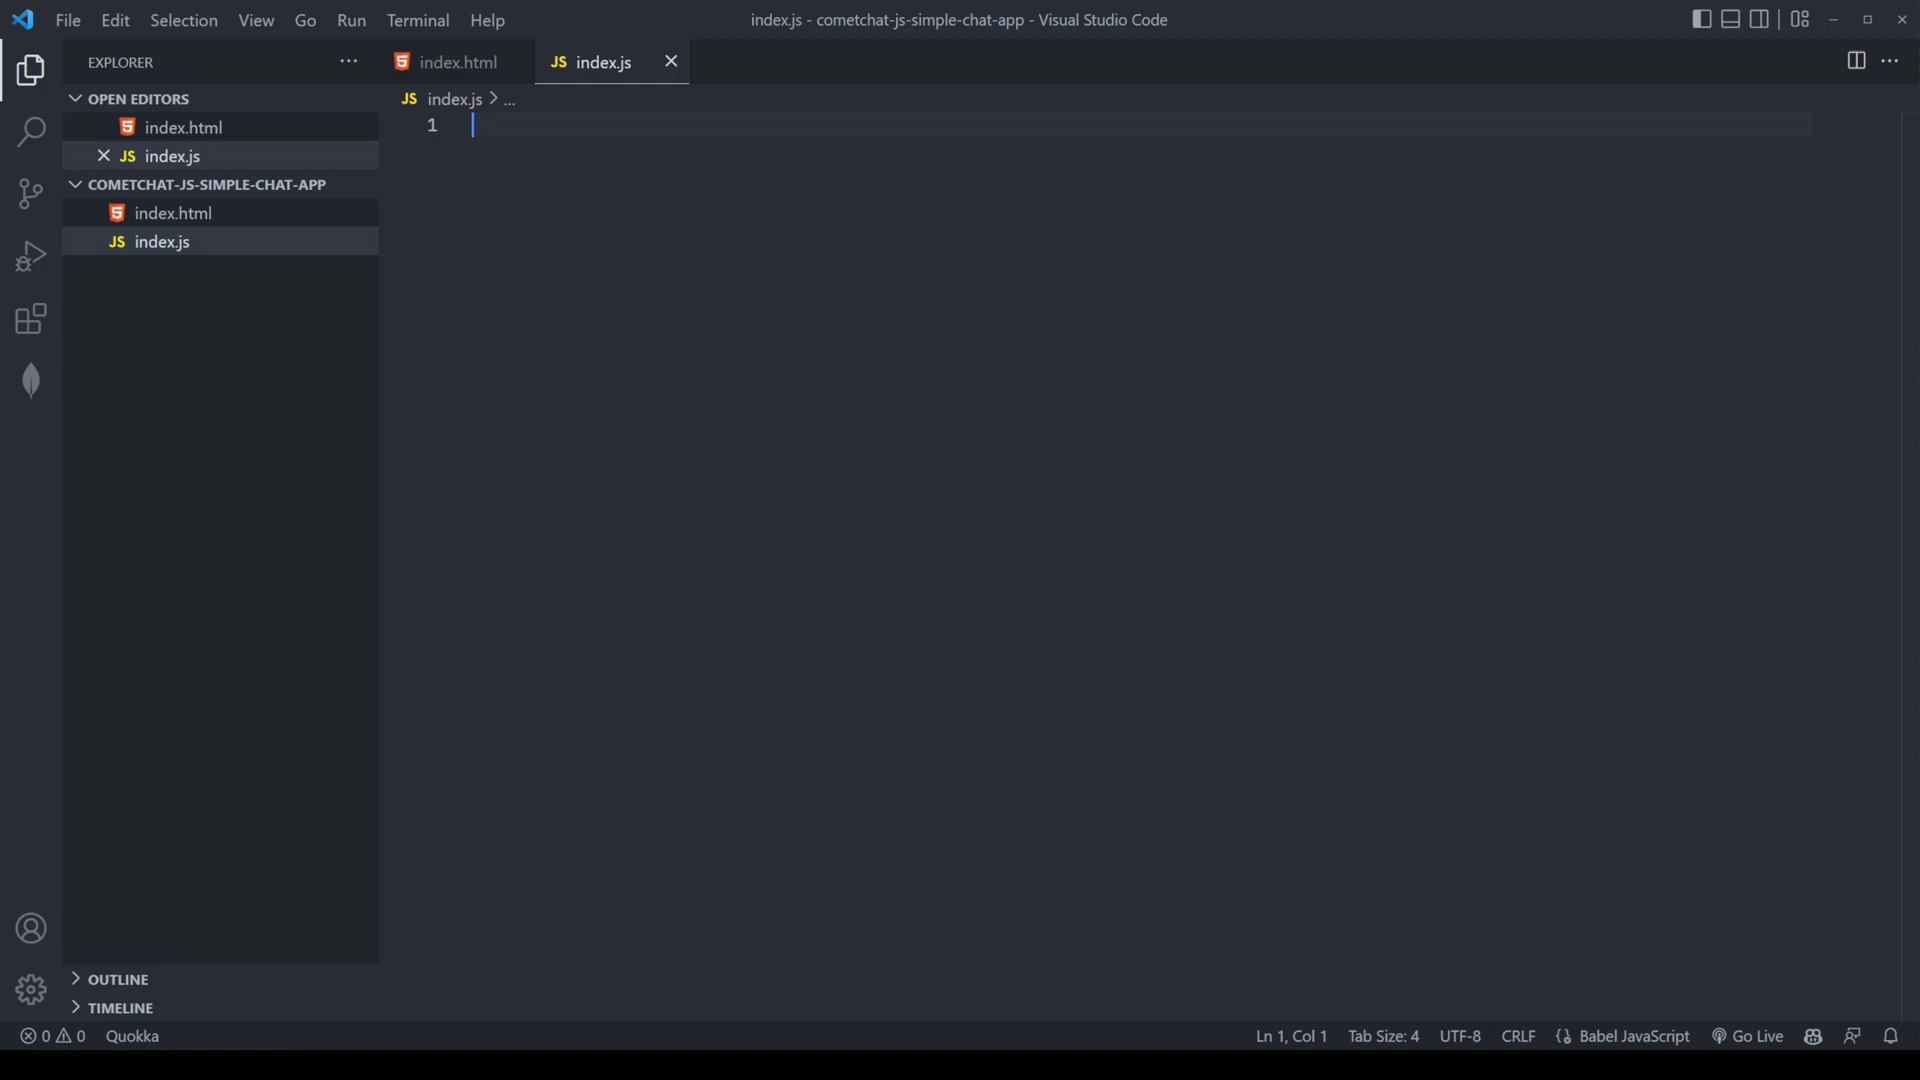 File Edit Selection View Go Run Terminal Help index.js - cometchat-js-simple-chat-app - Visual Studio Code
EXPLORER ... index.html JS index.js
OPEN EDITORS
JS index.js > ...
index.html
1
JS index.js
COMETCHAT-JS-SIMPLE-CHAT-APP
index.html
JS index.js
OUTLINE
TIMELINE
0 0 Quokka Ln 1, Col 1 Tab Size: 4 UTF-8 CRLF Babel JavaScript Go Live